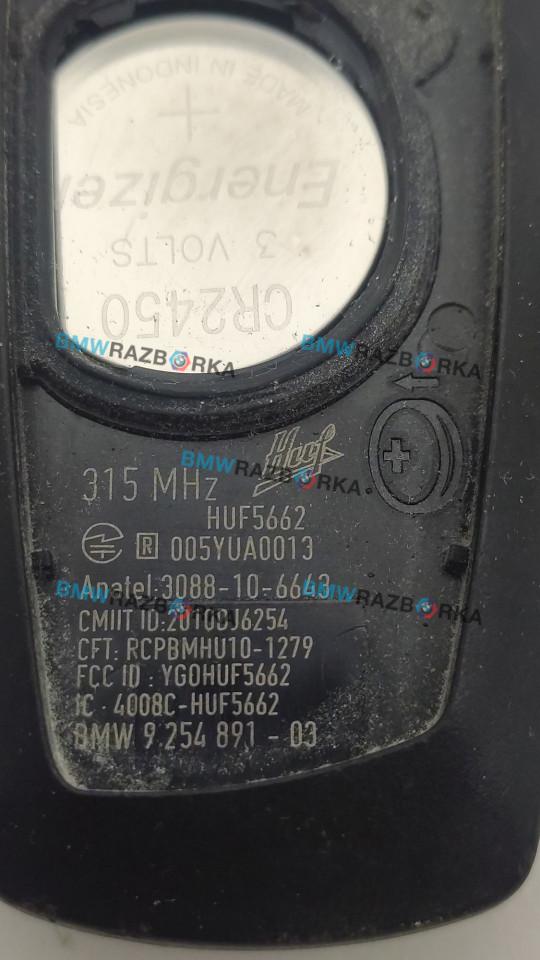 MADE IN INDONESIA
+
Energizer
3 VOLTS
CR2450
BMWRAZBORKA
BMWRAZBORKA
Huf
BMWRAZBORKA
315 MHz
HUF5662
R 005YUA0013
Anatel:3088-10-6643
BMWRAZBORKA
BMWRAZBORKA
CMIIT ID:2010DJ6254
CFT: RCPBMHU10-1279
FCC ID : YGOHUF5662
IC : 4008C-HUF5662
BMW 9 254 891 - 03